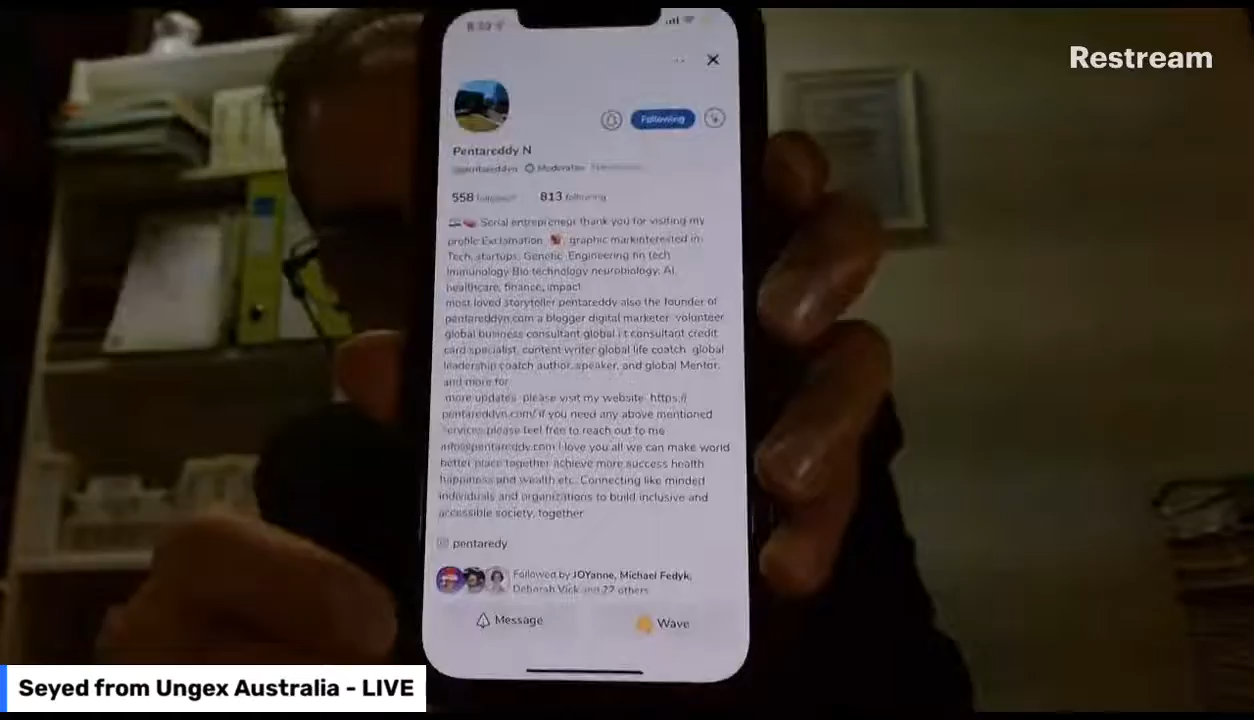 Restream
Pentareddy N
Moderator
558 followers 813 following
Serial entrepreneur thank you for visiting my
profile Exclamation graphic markinterested in:
Tech, startups, Genetic Engineering fin tech
Immunology Bio technology neurobiology, AI,
healthcare, finance, impact
most loved storyteller pentareddy also the founder of
pentareddyn.com a blogger digital marketer volunteer
global business consultant global i t consultant credit
card specialist, content writer global life coatch global
leadership coatch author, speaker, and global Mentor,
and more for
more updates please visit my website https://
pentareddyn.com/ if you need any above mentioned
services please feel free to reach out to me
info@pentareddy.com I love you all we can make world
better place together achieve more success health
happiness and wealth etc. Connecting like minded
individuals and organizations to build inclusive and
accessible society, together
pentaredy
Followed by JOYanne, Michael Fedyk,
Deborah Vick and 27 others
Message Wave
Seyed from Ungex Australia - LIVE